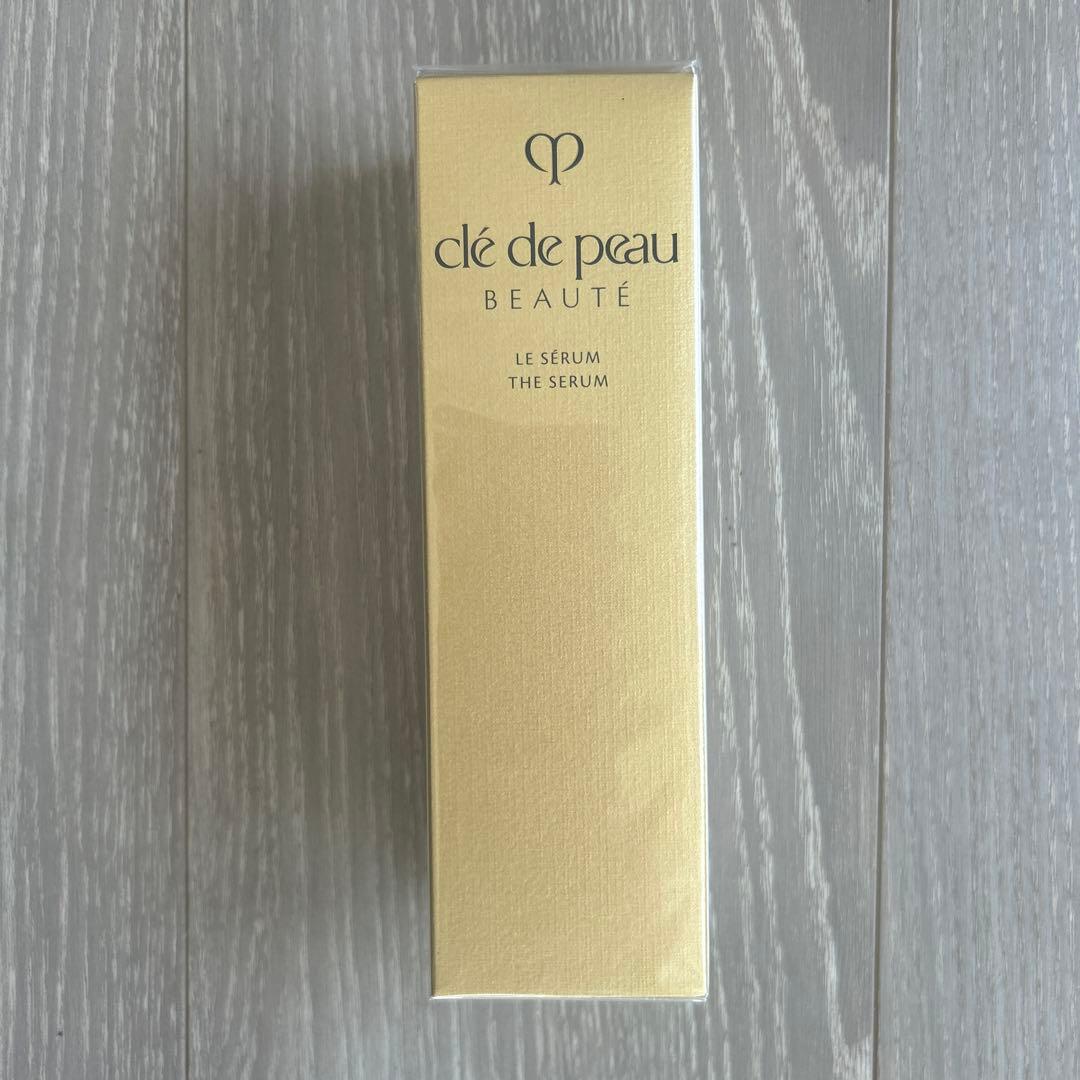 clé de peau
BEAUTÉ
LE SÉRUM
THE SERUM